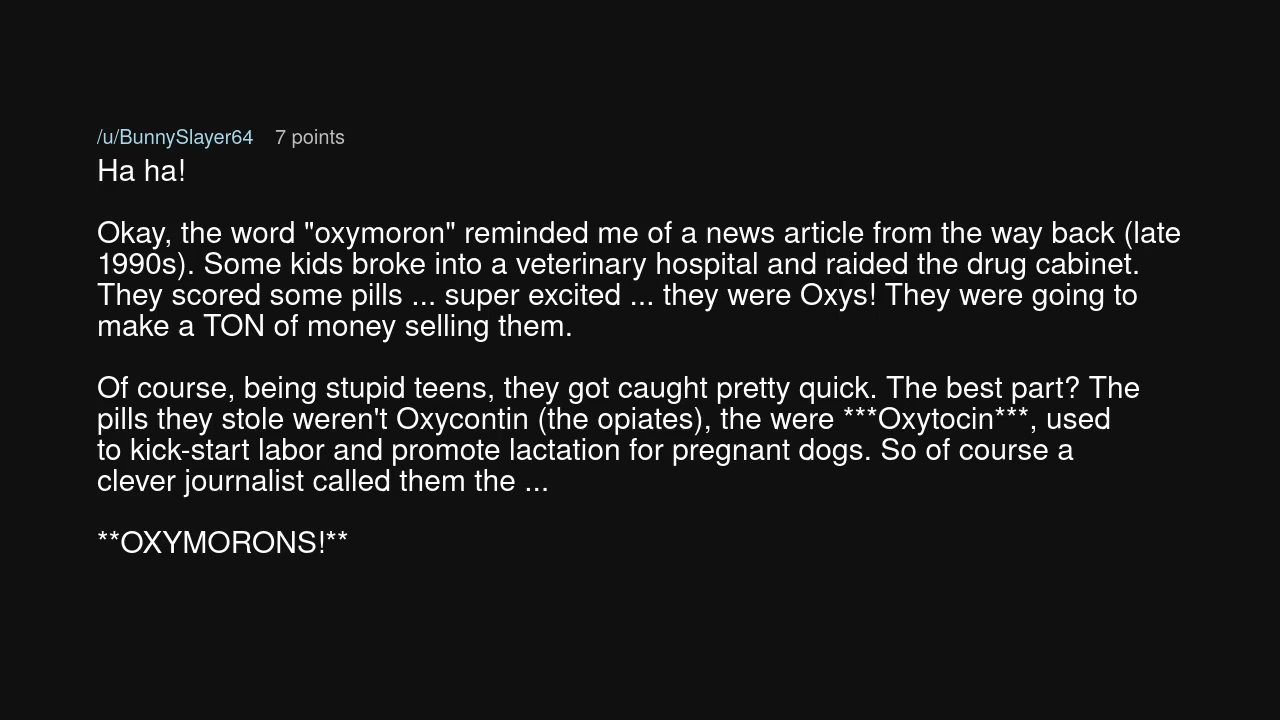 /u/BunnySlayer64 7 points
Ha ha!
Okay, the word "oxymoron" reminded me of a news article from the way back (late
1990s). Some kids broke into a veterinary hospital and raided the drug cabinet.
They scored some pills ... super excited ... they were Oxys! They were going to
make a TON of money selling them.
Of course, being stupid teens, they got caught pretty quick. The best part? The
pills they stole weren't Oxycontin (the opiates), the were ***Oxytocin***, used
to kick-start labor and promote lactation for pregnant dogs. So of course a
clever journalist called them the ...
**OXYMORONS!**